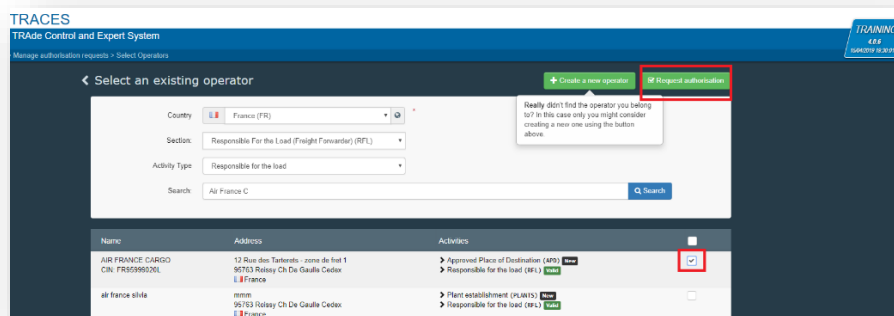 TRACES
TRAde Control and Expert System
TRAINING
Manage authorisation requests > Select Operators
Select an existing operator
Create a new operator
Request authorisation
Really didn't find the operator you belong
to? In this case only you might consider
creating a new one using the button
above.
Country
France (FR)
*
Section:
Responsible For the Load (Freight Forwarder) (RFL)
Activity Type
Responsible for the load
Search:
Air France C
Search
Name
Address
Activities
AIR FRANCE CARGO
CIN: FR95999020L
12 Rue des Tarterets - zone de fret 1
95763 Roissy Ch De Gaulle Cedex
France
Approved Place of Destination (APD) New
Responsible for the load (RFL) Valid
air france silvia
mmm
95763 Roissy Ch De Gaulle Cedex
France
Plant establishment (PLANTS) New
Responsible for the load (RFL) Valid